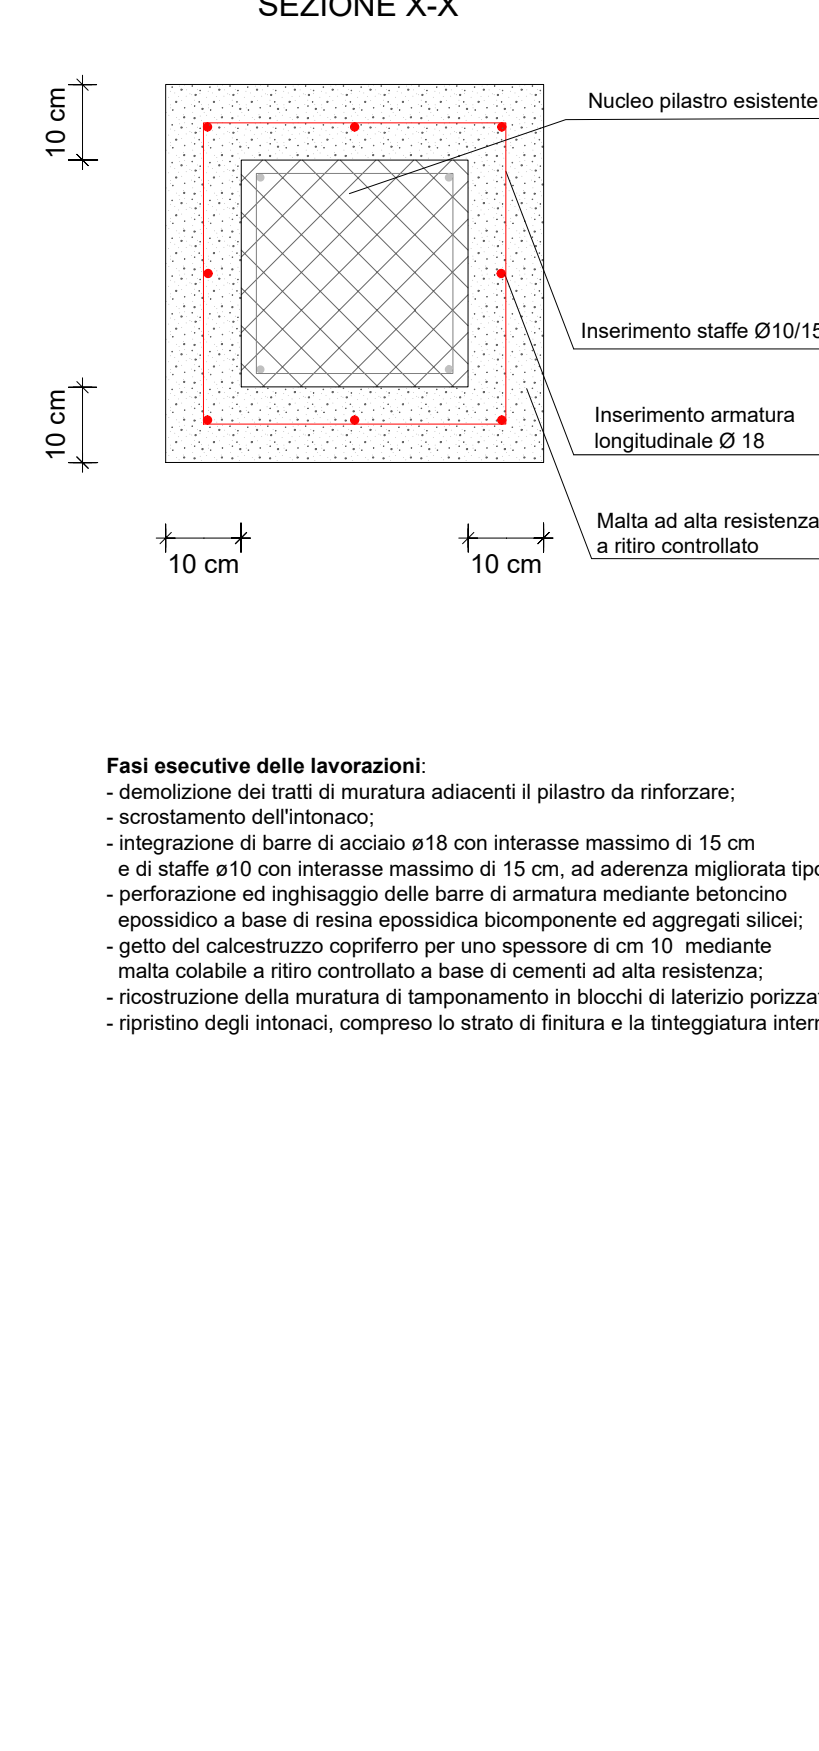 SEZIONE X-X
10 cm
Nucleo pilastro esistente
Inserimento staffe Ø10/15
10 cm
Inserimento armatura
longitudinale Ø 18
Malta ad alta resistenza
a ritiro controllato
10 cm
10 cm
Fasi esecutive delle lavorazioni:
- demolizione dei tratti di muratura adiacenti il pilastro da rinforzare;
- scrostamento dell'intonaco;
- integrazione di barre di acciaio ø18 con interasse massimo di 15 cm
e di staffe ø10 con interasse massimo di 15 cm, ad aderenza migliorata tipo
- perforazione ed inghisaggio delle barre di armatura mediante betoncino
epossidico a base di resina epossidica bicomponente ed aggregati silicei;
- getto del calcestruzzo copriferro per uno spessore di cm 10 mediante
malta colabile a ritiro controllato a base di cementi ad alta resistenza;
- ricostruzione della muratura di tamponamento in blocchi di laterizio
- ripristino degli intonaci, compreso lo strato di finitura e la tinteggiatura